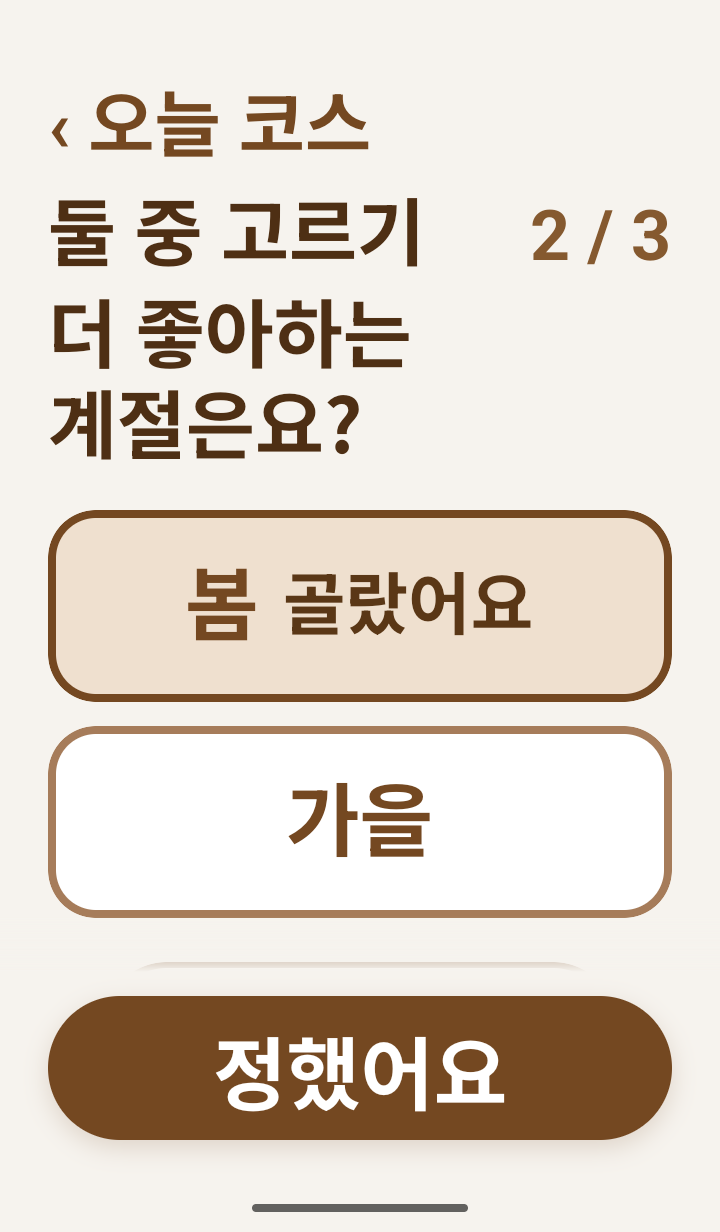 ‹ 오늘 코스
둘 중 고르기 2 / 3
더 좋아하는
계절은요?
봄 골랐어요
가을
정했어요